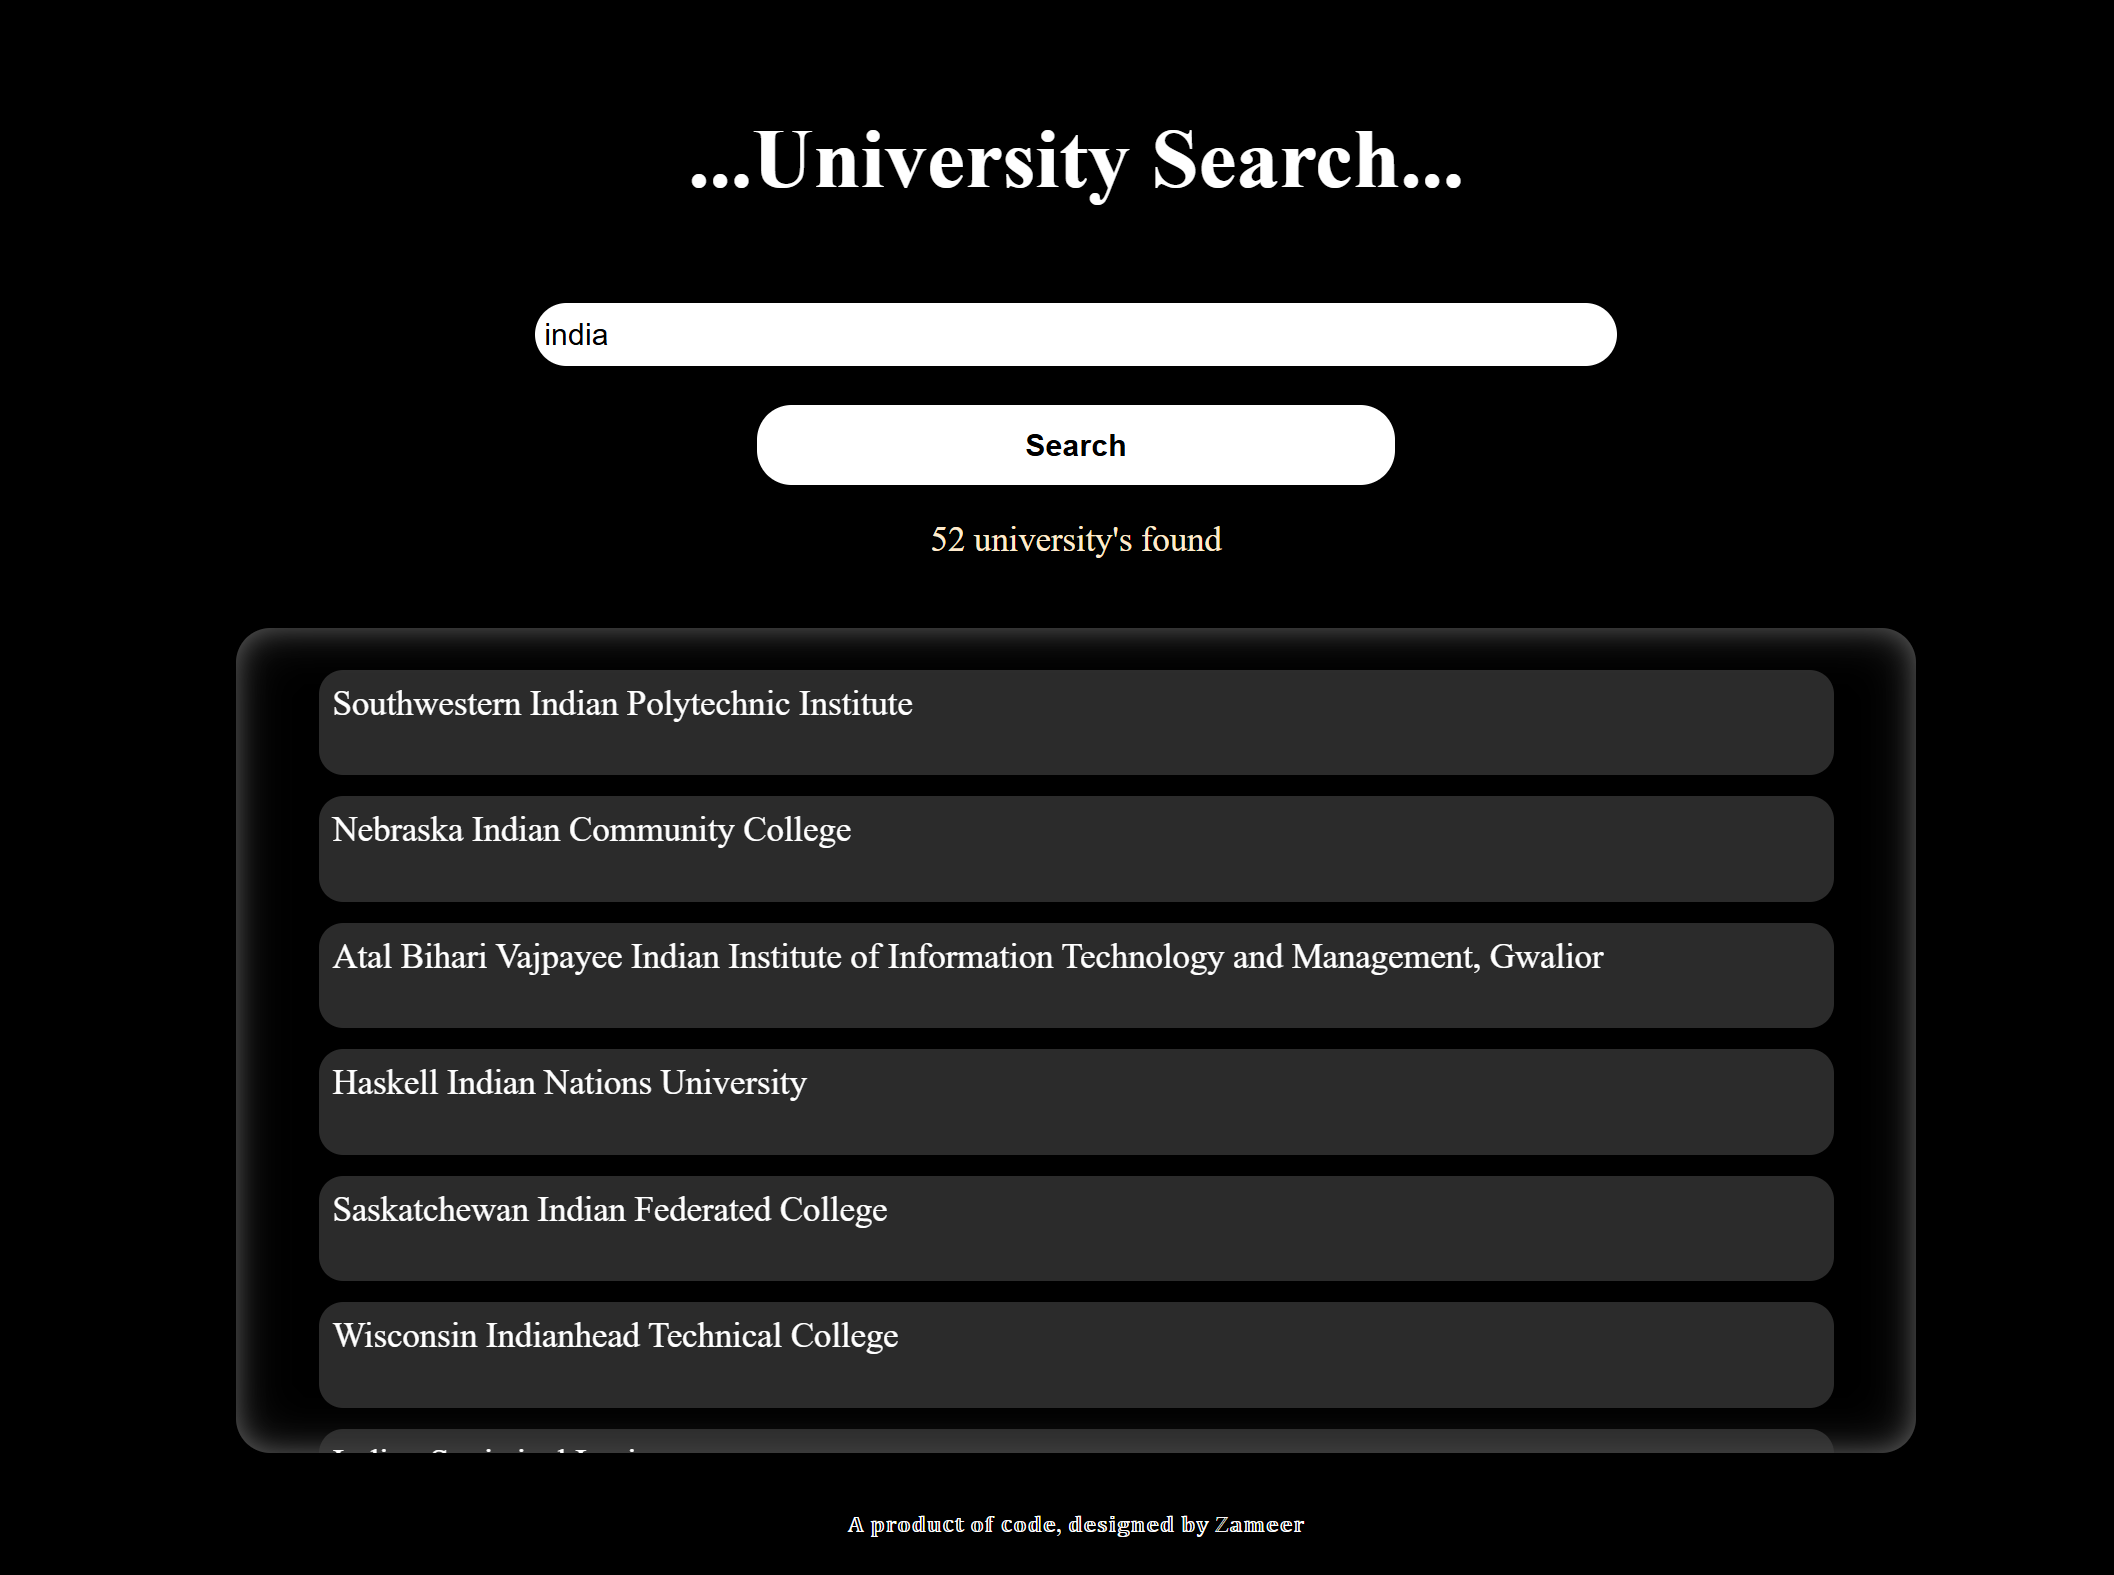 ...University Search...
india
Search
52 university's found
Southwestern Indian Polytechnic Institute
Nebraska Indian Community College
Atal Bihari Vajpayee Indian Institute of Information Technology and Management, Gwalior
Haskell Indian Nations University
Saskatchewan Indian Federated College
Wisconsin Indianhead Technical College
A product of code, designed by Zameer